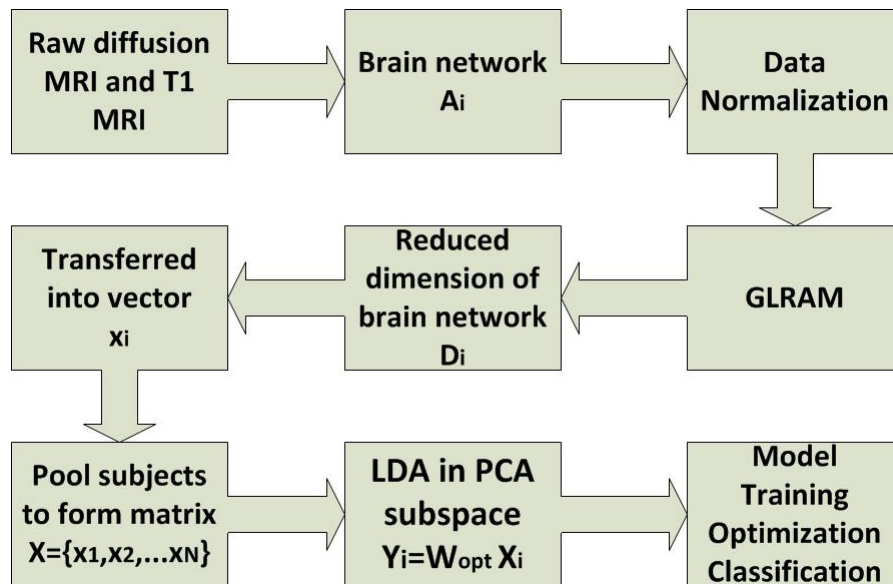 Raw diffusion
MRI and T1
MRI
Brain network
Ai
Data
Normalization
GLRAM
Reduced
dimension of
brain network
Di
Transferred
into vector
xi
Pool subjects
to form matrix
X={x1,x2,...xN}
LDA in PCA
subspace
Yi=Wopt Xi
Model
Training
Optimization
Classification